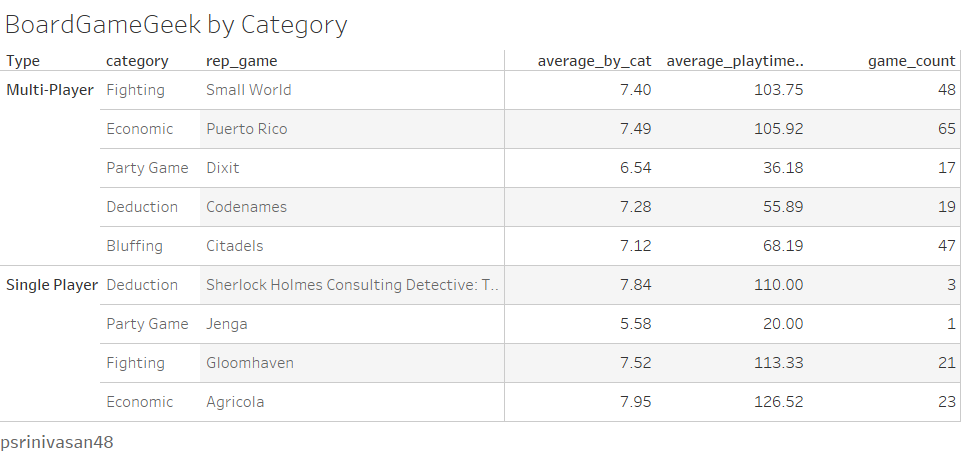 BoardGameGeek by Category
Type category rep_game average_by_cat average_playtime.. game_count
Multi-Player Fighting Small World 7.40 103.75 48
Economic Puerto Rico 7.49 105.92 65
Party Game Dixit 6.54 36.18 17
Deduction Codenames 7.28 55.89 19
Bluffing Citadels 7.12 68.19 47
Single Player Deduction Sherlock Holmes Consulting Detective: T.. 7.84 110.00 3
Party Game Jenga 5.58 20.00 1
Fighting Gloomhaven 7.52 113.33 21
Economic Agricola 7.95 126.52 23
psrinivasan48